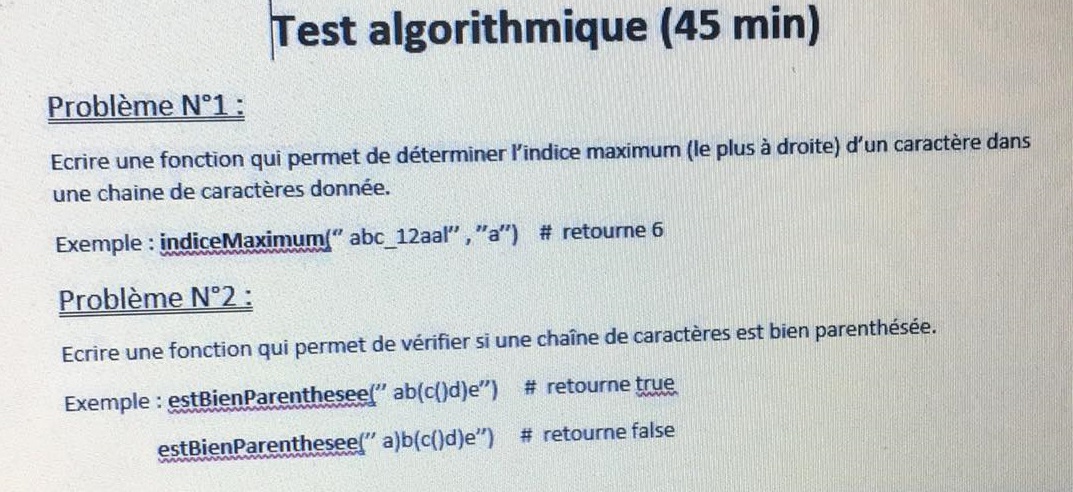 Test algorithmique (45 min)
Problème N°1 :
Ecrire une fonction qui permet de déterminer l'indice maximum (le plus à droite) d'un caractère dans
une chaine de caractères donnée.
Exemple : indiceMaximum(" abc_12aal" ,"a") # retourne 6
Problème N°2 :
Ecrire une fonction qui permet de vérifier si une chaîne de caractères est bien parenthésée.
Exemple : estBienParenthesee(" ab(c()d)e") # retourne true
estBienParenthesee(" a)b(c()d)e") # retourne false